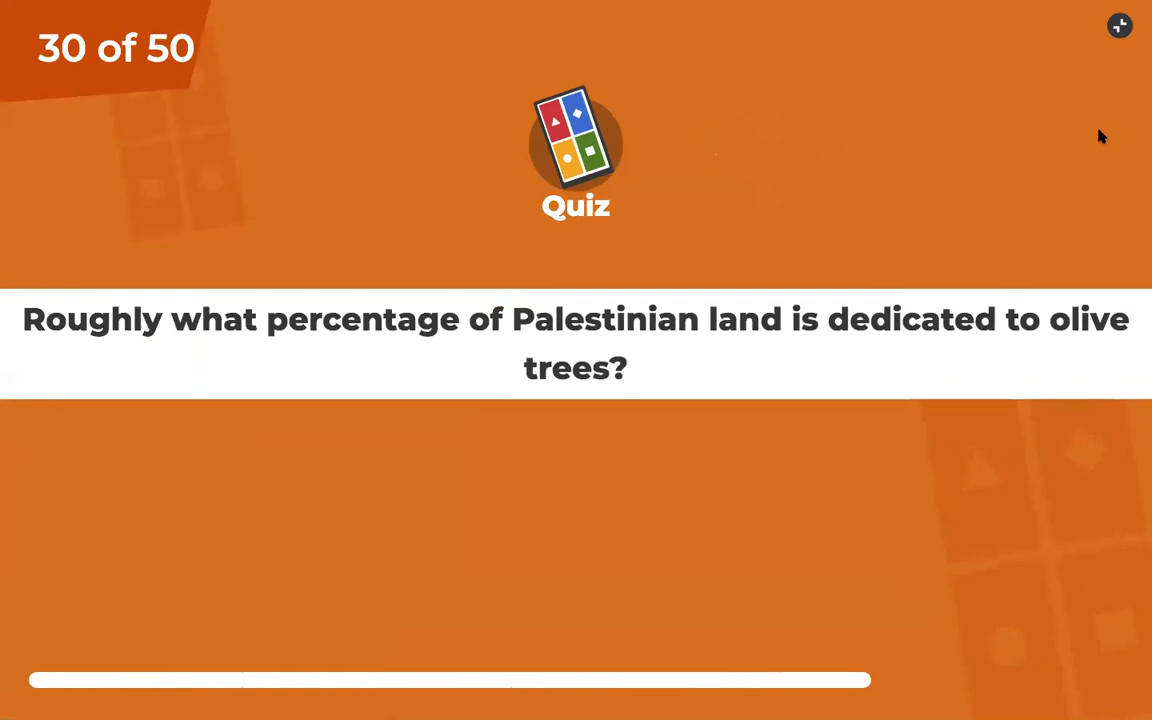 30 of 50
Quiz
Roughly what percentage of Palestinian land is dedicated to olive
trees?